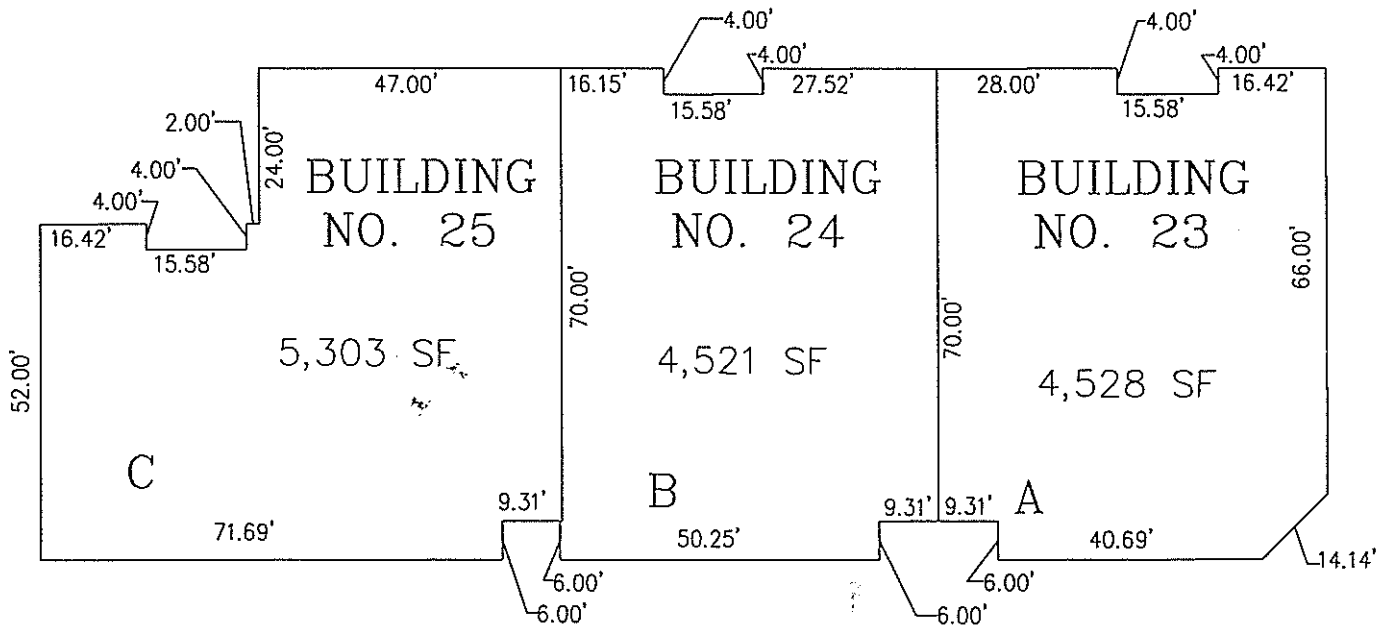 4.00'
4.00'
4.00'
4.00'
47.00'
16.15'
27.52'
28.00'
16.42'
15.58'
15.58'
2.00'
24.00'
4.00'
4.00'
16.42'
15.58'
BUILDING
NO. 25
BUILDING
NO. 24
BUILDING
NO. 23
66.00'
70.00'
70.00'
52.00'
5,303 SF
4,521 SF
4,528 SF
C
B
A
9.31'
9.31'
9.31'
71.69'
50.25'
40.69'
14.14'
6.00'
6.00'
6.00'
6.00'